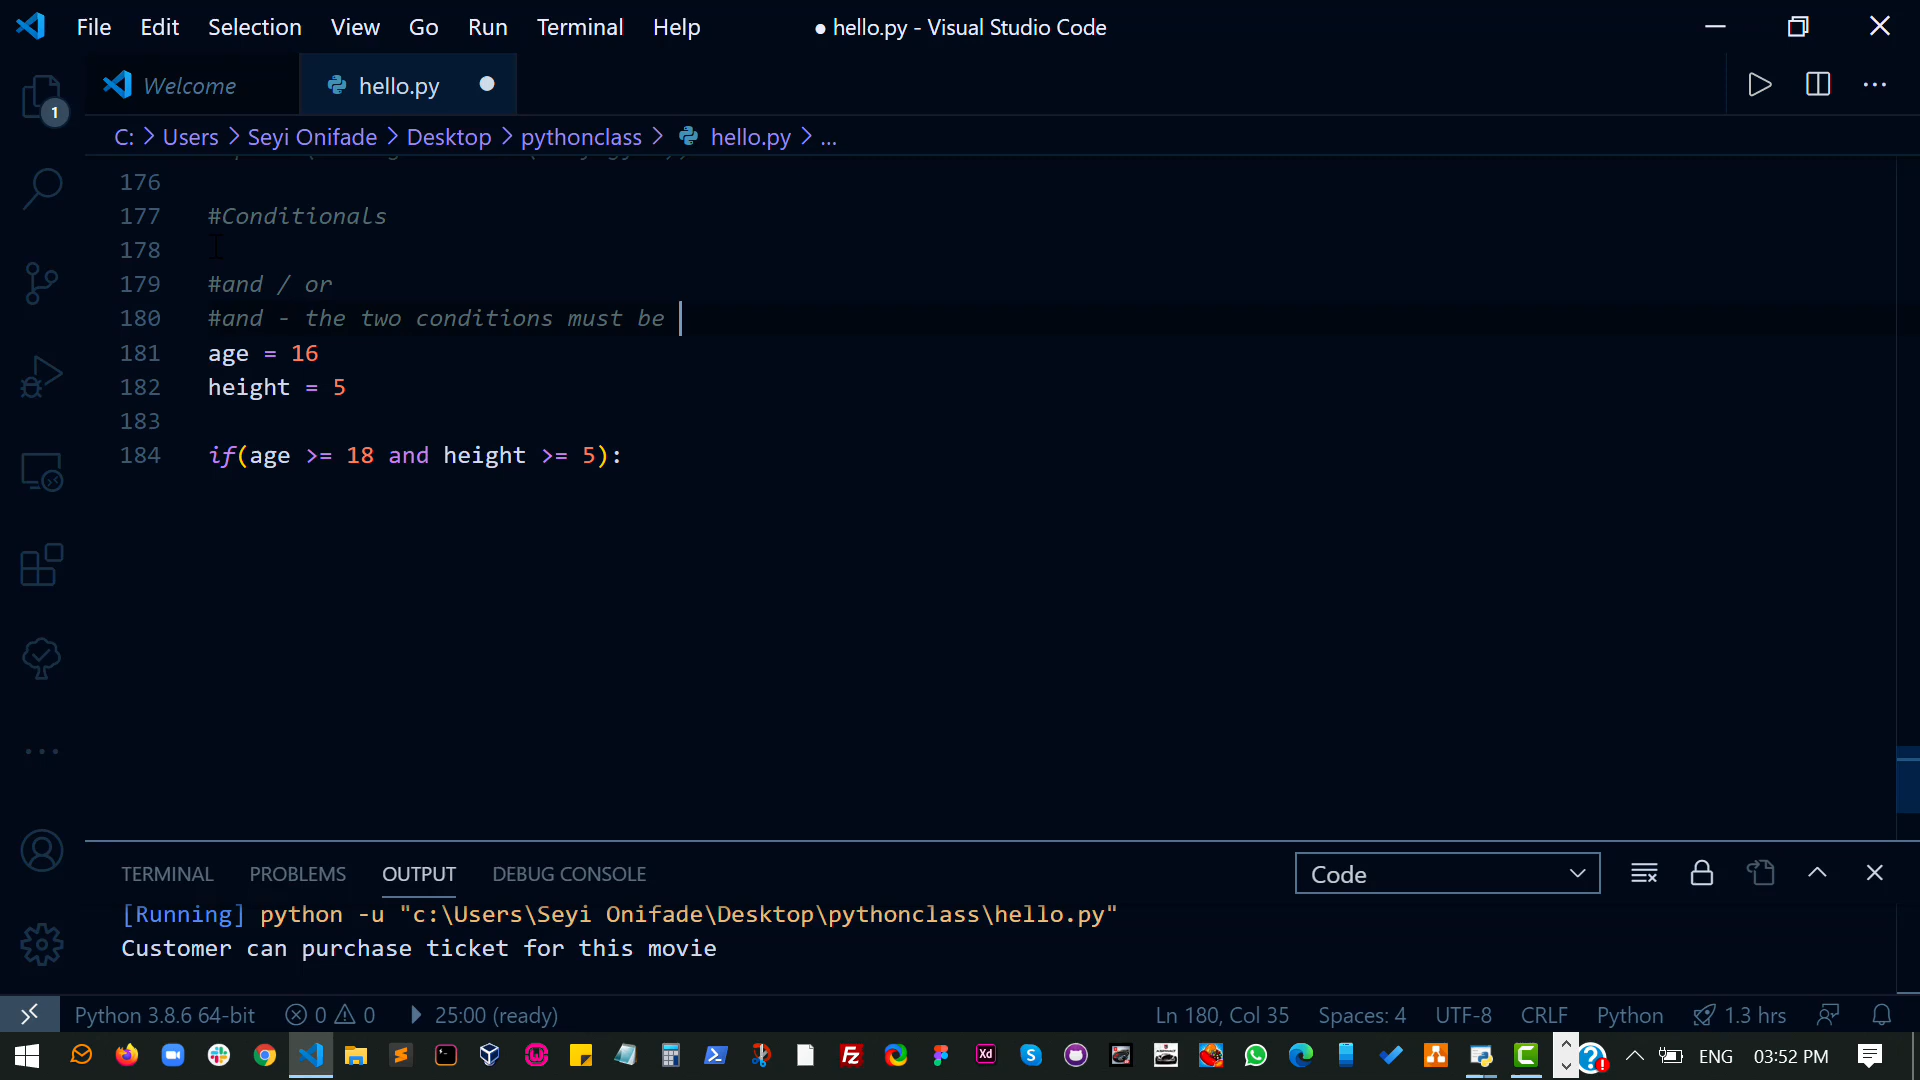 File Edit Selection View Go Run Terminal Help
● hello.py - Visual Studio Code
Welcome
hello.py
1
C: > Users > Seyi Onifade > Desktop > pythonclass > hello.py > ...
176
177 #Conditionals
178
179 #and / or
180 #and - the two conditions must be
181 age = 16
182 height = 5
183
184 if(age >= 18 and height >= 5):
TERMINAL PROBLEMS OUTPUT DEBUG CONSOLE
Code
[Running] python -u "c:\Users\Seyi Onifade\Desktop\pythonclass\hello.py"
Customer can purchase ticket for this movie
Python 3.8.6 64-bit 0 0 25:00 (ready)
Ln 180, Col 35 Spaces: 4 UTF-8 CRLF Python 1.3 hrs
Xd
ENG 03:52 PM